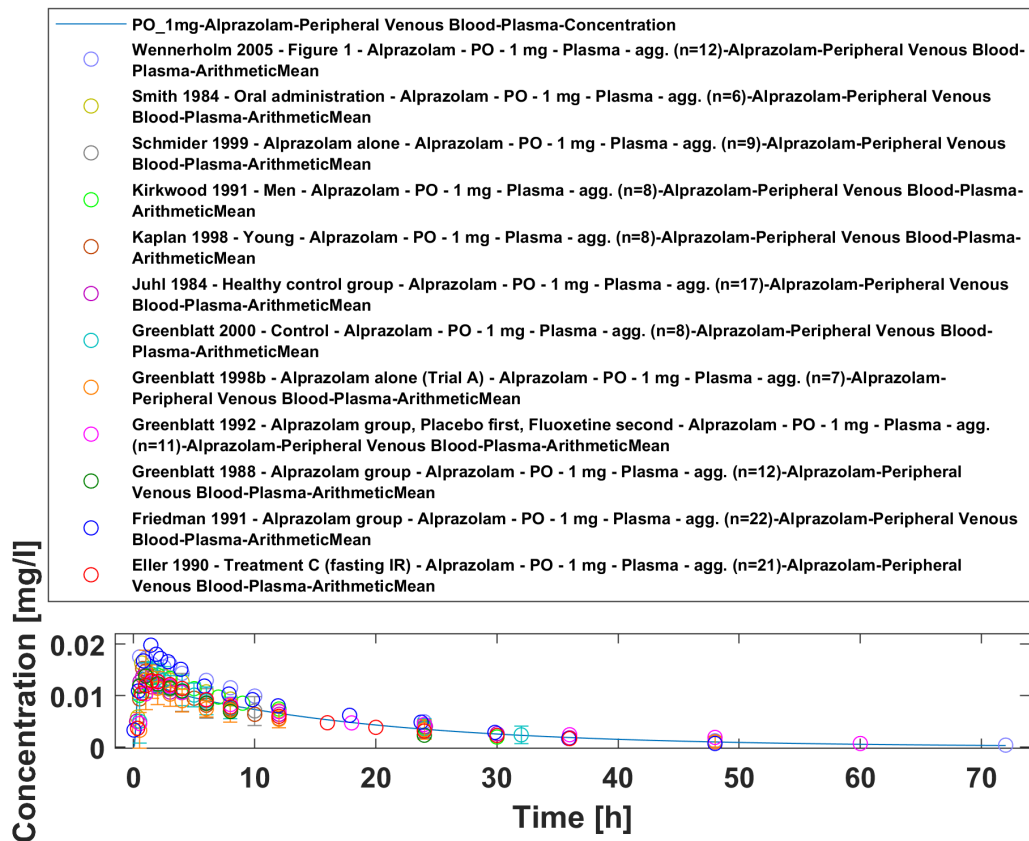 PO_1mg-Alprazolam-Peripheral Venous Blood-Plasma-Concentration
Wennerholm 2005 - Figure 1 - Alprazolam - PO - 1 mg - Plasma - agg. (n=12)-Alprazolam-Peripheral Venous Blood-
Plasma-ArithmeticMean
Smith 1984 - Oral administration - Alprazolam - PO - 1 mg - Plasma - agg. (n=6)-Alprazolam-Peripheral Venous
Blood-Plasma-ArithmeticMean
Schmider 1999 - Alprazolam alone - Alprazolam - PO - 1 mg - Plasma - agg. (n=9)-Alprazolam-Peripheral Venous
Blood-Plasma-ArithmeticMean
Kirkwood 1991 - Men - Alprazolam - PO - 1 mg - Plasma - agg. (n=8)-Alprazolam-Peripheral Venous Blood-Plasma-
ArithmeticMean
Kaplan 1998 - Young - Alprazolam - PO - 1 mg - Plasma - agg. (n=8)-Alprazolam-Peripheral Venous Blood-Plasma-
ArithmeticMean
Juhl 1984 - Healthy control group - Alprazolam - PO - 1 mg - Plasma - agg. (n=17)-Alprazolam-Peripheral Venous
Blood-Plasma-ArithmeticMean
Greenblatt 2000 - Control - Alprazolam - PO - 1 mg - Plasma - agg. (n=8)-Alprazolam-Peripheral Venous Blood-
Plasma-ArithmeticMean
Greenblatt 1998b - Alprazolam alone (Trial A) - Alprazolam - PO - 1 mg - Plasma - agg. (n=7)-Alprazolam-
Peripheral Venous Blood-Plasma-ArithmeticMean
Greenblatt 1992 - Alprazolam group, Placebo first, Fluoxetine second - Alprazolam - PO - 1 mg - Plasma - agg.
(n=11)-Alprazolam-Peripheral Venous Blood-Plasma-ArithmeticMean
Greenblatt 1988 - Alprazolam group - Alprazolam - PO - 1 mg - Plasma - agg. (n=12)-Alprazolam-Peripheral
Venous Blood-Plasma-ArithmeticMean
Friedman 1991 - Alprazolam group - Alprazolam - PO - 1 mg - Plasma - agg. (n=22)-Alprazolam-Peripheral Venous
Blood-Plasma-ArithmeticMean
Eller 1990 - Treatment C (fasting IR) - Alprazolam - PO - 1 mg - Plasma - agg. (n=21)-Alprazolam-Peripheral
Venous Blood-Plasma-ArithmeticMean
Concentration [mg/l]
0.02
0.01
0
0 10 20 30 40 50 60 70
Time [h]